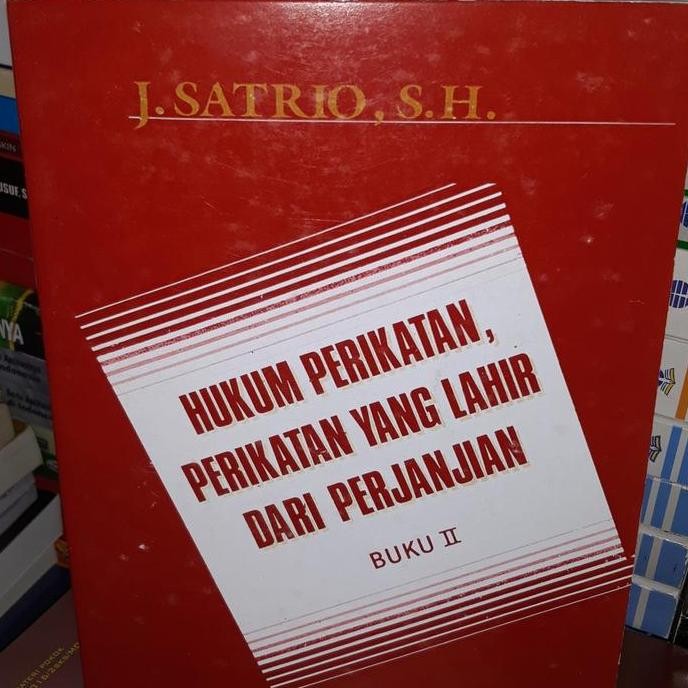 J. SATRIO, S.H.
HUKUM PERIKATAN,
PERIKATAN YANG LAHIR
DARI PERJANJIAN
BUKU II